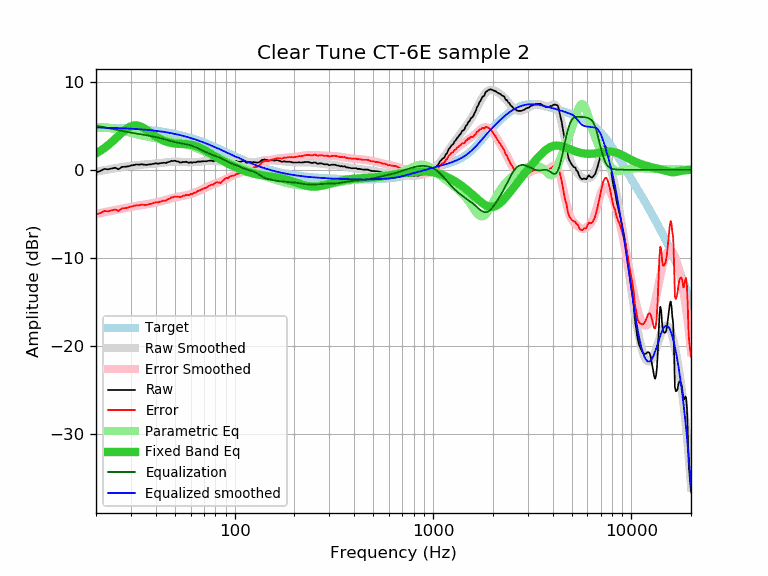 Clear Tune CT-6E sample 2
10
0
−10
−20
−30
Amplitude (dBr)
Target
Raw Smoothed
Error Smoothed
Raw
Error
Parametric Eq
Fixed Band Eq
Equalization
Equalized smoothed
100
1000
10000
Frequency (Hz)